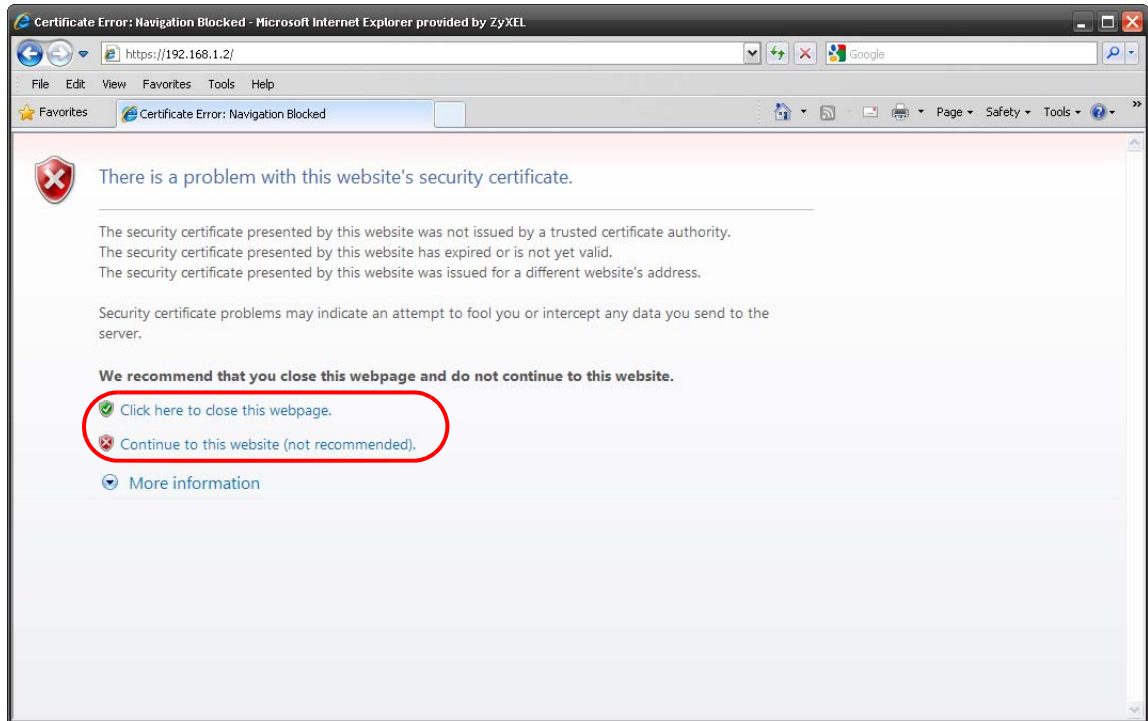 Certificate Error: Navigation Blocked - Microsoft Internet Explorer provided by ZyXEL
https://192.168.1.2/
Google
File Edit View Favorites Tools Help
Favorites
Certificate Error: Navigation Blocked
Page Safety Tools
There is a problem with this website's security certificate.
The security certificate presented by this website was not issued by a trusted certificate authority.
The security certificate presented by this website has expired or is not yet valid.
The security certificate presented by this website was issued for a different website's address.
Security certificate problems may indicate an attempt to fool you or intercept any data you send to the
server.
We recommend that you close this webpage and do not continue to this website.
Click here to close this webpage.
Continue to this website (not recommended).
More information